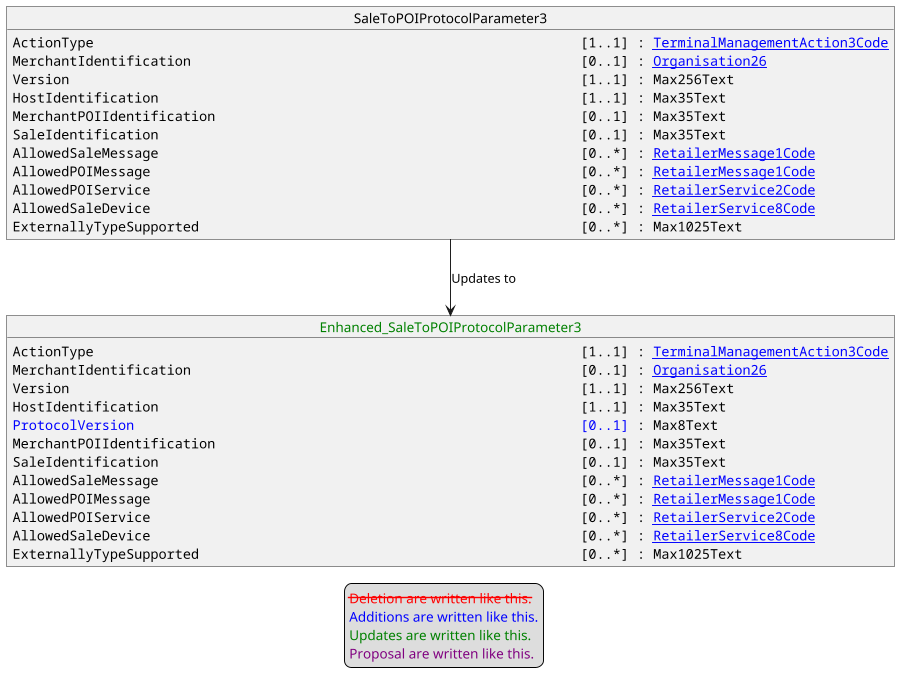 SaleToPOIProtocolParameter3
ActionType [1..1] : TerminalManagementAction3Code
MerchantIdentification [0..1] : Organisation26
Version [1..1] : Max256Text
HostIdentification [1..1] : Max35Text
MerchantPOIIdentification [0..1] : Max35Text
SaleIdentification [0..1] : Max35Text
AllowedSaleMessage [0..*] : RetailerMessage1Code
AllowedPOIMessage [0..*] : RetailerMessage1Code
AllowedPOIService [0..*] : RetailerService2Code
AllowedSaleDevice [0..*] : RetailerService8Code
ExternallyTypeSupported [0..*] : Max1025Text
Updates to
Enhanced_SaleToPOIProtocolParameter3
ActionType [1..1] : TerminalManagementAction3Code
MerchantIdentification [0..1] : Organisation26
Version [1..1] : Max256Text
HostIdentification [1..1] : Max35Text
ProtocolVersion [0..1] : Max8Text
MerchantPOIIdentification [0..1] : Max35Text
SaleIdentification [0..1] : Max35Text
AllowedSaleMessage [0..*] : RetailerMessage1Code
AllowedPOIMessage [0..*] : RetailerMessage1Code
AllowedPOIService [0..*] : RetailerService2Code
AllowedSaleDevice [0..*] : RetailerService8Code
ExternallyTypeSupported [0..*] : Max1025Text
Deletion are written like this.
Additions are written like this.
Updates are written like this.
Proposal are written like this.